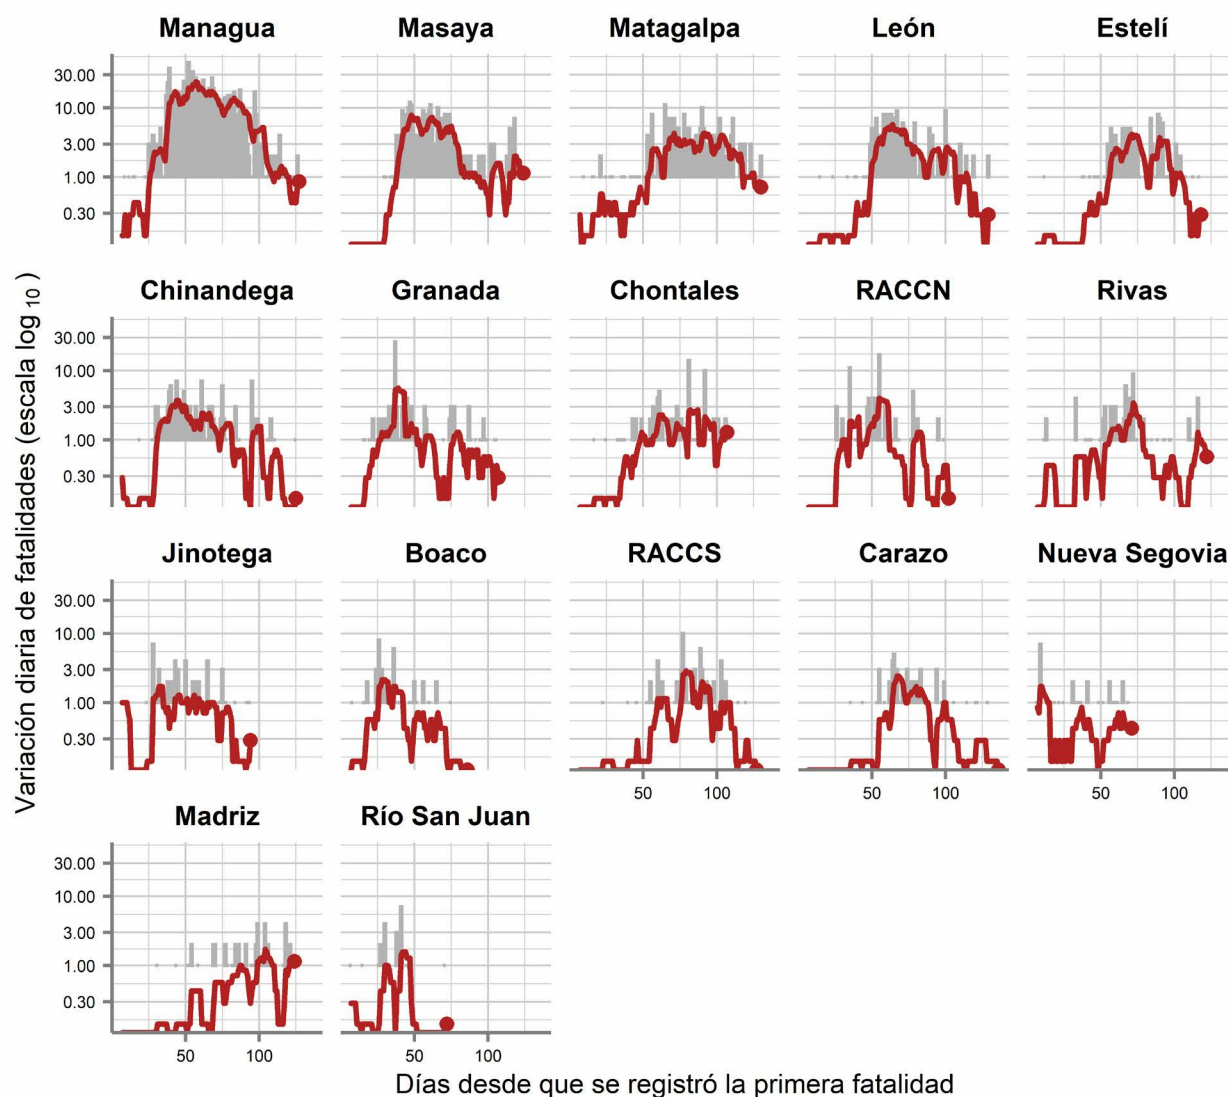 Managua Masaya Matagalpa León Estelí
30.00
10.00
3.00
1.00
0.30
Chinandega Granada Chontales RACCN Rivas
30.00
10.00
3.00
1.00
0.30
Jinotega Boaco RACCS Carazo Nueva Segovia
30.00
10.00
3.00
1.00
0.30
50 100 50 100 50 100
Madriz Río San Juan
30.00
10.00
3.00
1.00
0.30
50 100 50 100
Variación diaria de fatalidades (escala log 10 )
Días desde que se registró la primera fatalidad